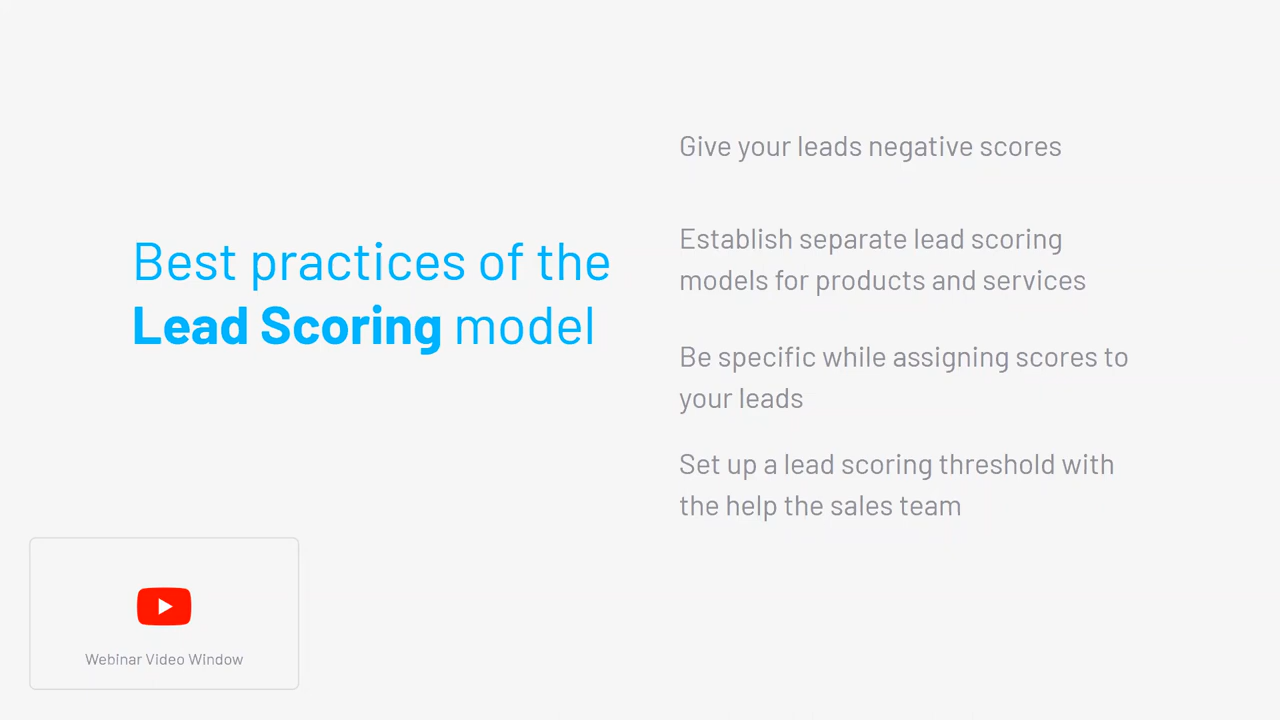 Best practices of the
Lead Scoring model
Give your leads negative scores
Establish separate lead scoring
models for products and services
Be specific while assigning scores to
your leads
Set up a lead scoring threshold with
the help the sales team
Webinar Video Window